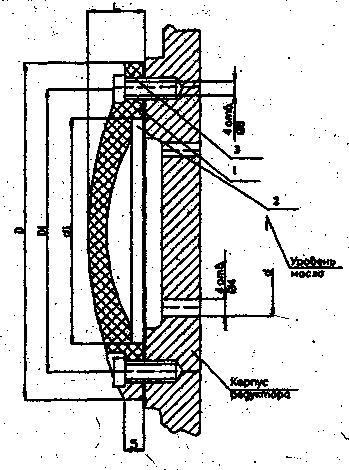 L
4 отв.
3
1
2
D
D1
d1
Уровень
масла
4 отв.
d
Корпус
редуктора